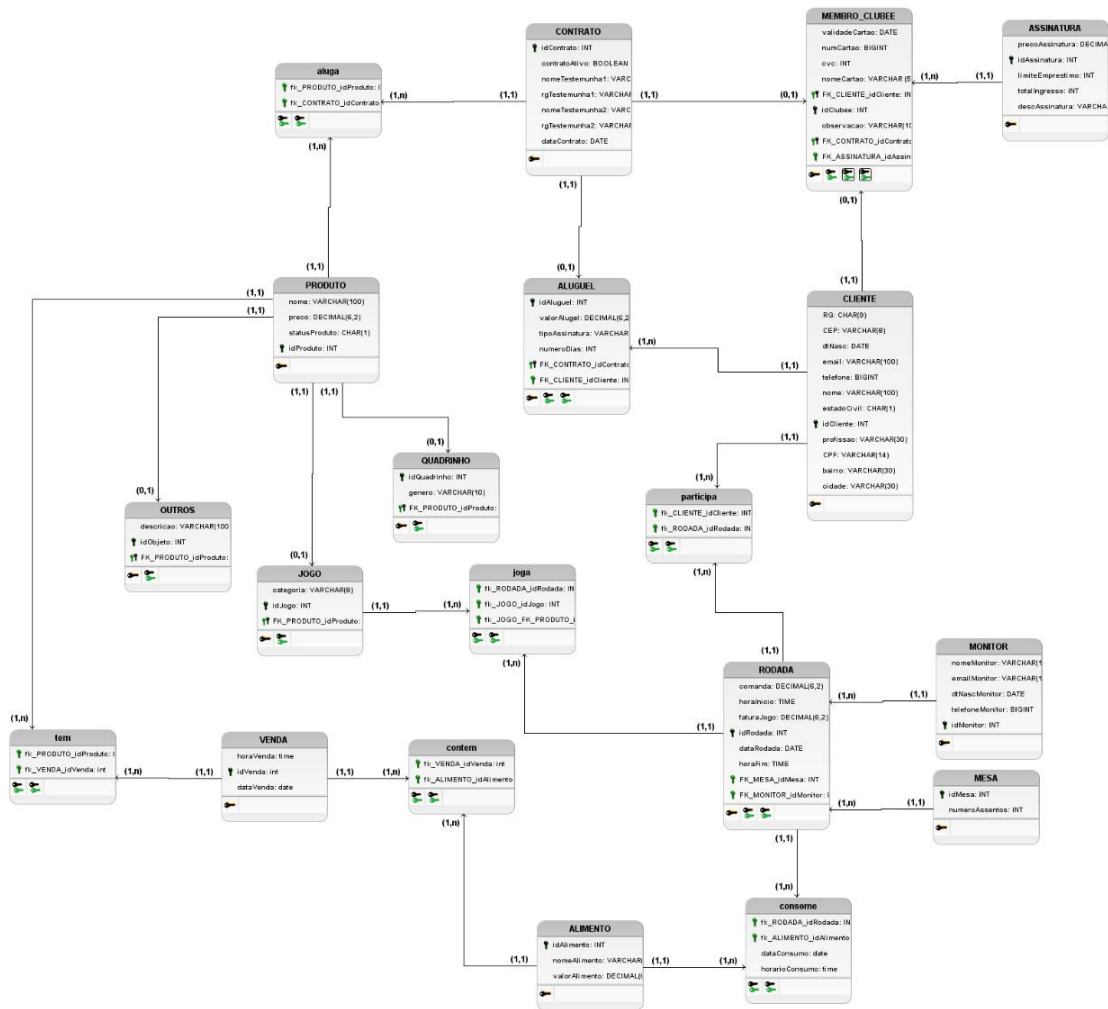 CONTRATO
idContrato: INT
contratoAtivo: BOOLEAN
nomeTestemunha1: VARC
rgTestemunha1: VARCHAR
nomeTestemunha2: VARC
rgTestemunha2: VARCHAR
dataContrato: DATE
MEMBRO_CLUBEE
validadeCartao: DATE
numCartao: BIGINT
cvc: INT
nomeCartao: VARCHAR (5
FK_CLIENTE_idCliente: IN
idClubee: INT
observacao: VARCHAR(10
FK_CONTRATO_idContrato
FK_ASSINATURA_idAssin
ASSINATURA
precoAssinatura: DECIMA
idAssinatura: INT
limiteEmprestimo: INT
totalIngresso: INT
descAssinatura: VARCHA
aluga
fk_PRODUTO_idProduto: I
fk_CONTRATO_idContrato
(1,n)
(1,1)
(1,1)
(0,1)
(1,n)
(1,1)
(1,n)
(1,1)
(0,1)
(1,1)
(0,1)
(1,1)
PRODUTO
nome: VARCHAR(100)
preco: DECIMAL(6,2)
statusProduto: CHAR(1)
idProduto: INT
(1,1)
(1,1)
(1,1)
(1,1)
ALUGUEL
idAluguel: INT
valorAlugel: DECIMAL(6,2
tipoAssinatura: VARCHAR
numeroDias: INT
FK_CONTRATO_idContrato
FK_CLIENTE_idCliente: IN
(1,n)
(1,1)
CLIENTE
RG: CHAR(9)
CEP: VARCHAR(8)
dtNasc: DATE
email: VARCHAR(100)
telefone: BIGINT
nome: VARCHAR(100)
estadoCivil: CHAR(1)
idCliente: INT
profissao: VARCHAR(30)
CPF: VARCHAR(14)
bairro: VARCHAR(30)
cidade: VARCHAR(30)
(1,1)
(0,1)
QUADRINHO
idQuadrinho: INT
genero: VARCHAR(10)
FK_PRODUTO_idProduto:
(0,1)
OUTROS
descricao: VARCHAR(100
idObjeto: INT
FK_PRODUTO_idProduto:
(1,n)
participa
fk_CLIENTE_idCliente: INT
fk_RODADA_idRodada: IN
(1,n)
(0,1)
JOGO
categoria: VARCHAR(8)
idJogo: INT
FK_PRODUTO_idProduto:
(1,1)
(1,n)
joga
fk_RODADA_idRodada: IN
fk_JOGO_idJogo: INT
fk_JOGO_FK_PRODUTO_i
(1,n)
(1,1)
(1,1)
RODADA
comanda: DECIMAL(6,2)
horaInicio: TIME
faturaJogo: DECIMAL(6,2)
idRodada: INT
dataRodada: DATE
horaFim: TIME
FK_MESA_idMesa: INT
FK_MONITOR_idMonitor: I
(1,n)
(1,1)
MONITOR
nomeMonitor: VARCHAR(1
emailMonitor: VARCHAR(1
dtNascMonitor: DATE
telefoneMonitor: BIGINT
idMonitor: INT
(1,n)
(1,1)
MESA
idMesa: INT
numeroAssentos: INT
(1,n)
tem
fk_PRODUTO_idProduto: I
fk_VENDA_idVenda: int
(1,n)
(1,1)
VENDA
horaVenda: time
idVenda: int
dataVenda: date
(1,1)
(1,n)
contem
fk_VENDA_idVenda: int
fk_ALIMENTO_idAlimento
(1,n)
(1,1)
(1,n)
consome
fk_RODADA_idRodada: IN
fk_ALIMENTO_idAlimento
dataConsumo: date
horarioConsumo: time
ALIMENTO
idAlimento: INT
nomeAlimento: VARCHAR(
valorAlimento: DECIMAL(6
(1,1)
(1,1)
(1,n)